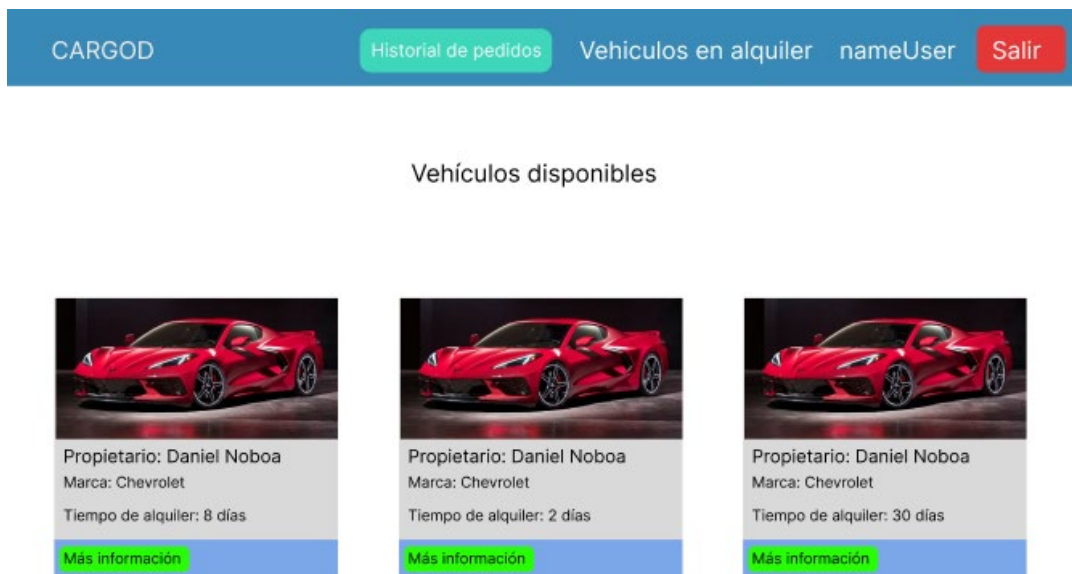 CARGOD
Historial de pedidos
Vehiculos en alquiler
nameUser
Salir
Vehículos disponibles
Propietario: Daniel Noboa
Marca: Chevrolet
Tiempo de alquiler: 8 días
Más información
Propietario: Daniel Noboa
Marca: Chevrolet
Tiempo de alquiler: 2 días
Más información
Propietario: Daniel Noboa
Marca: Chevrolet
Tiempo de alquiler: 30 días
Más información